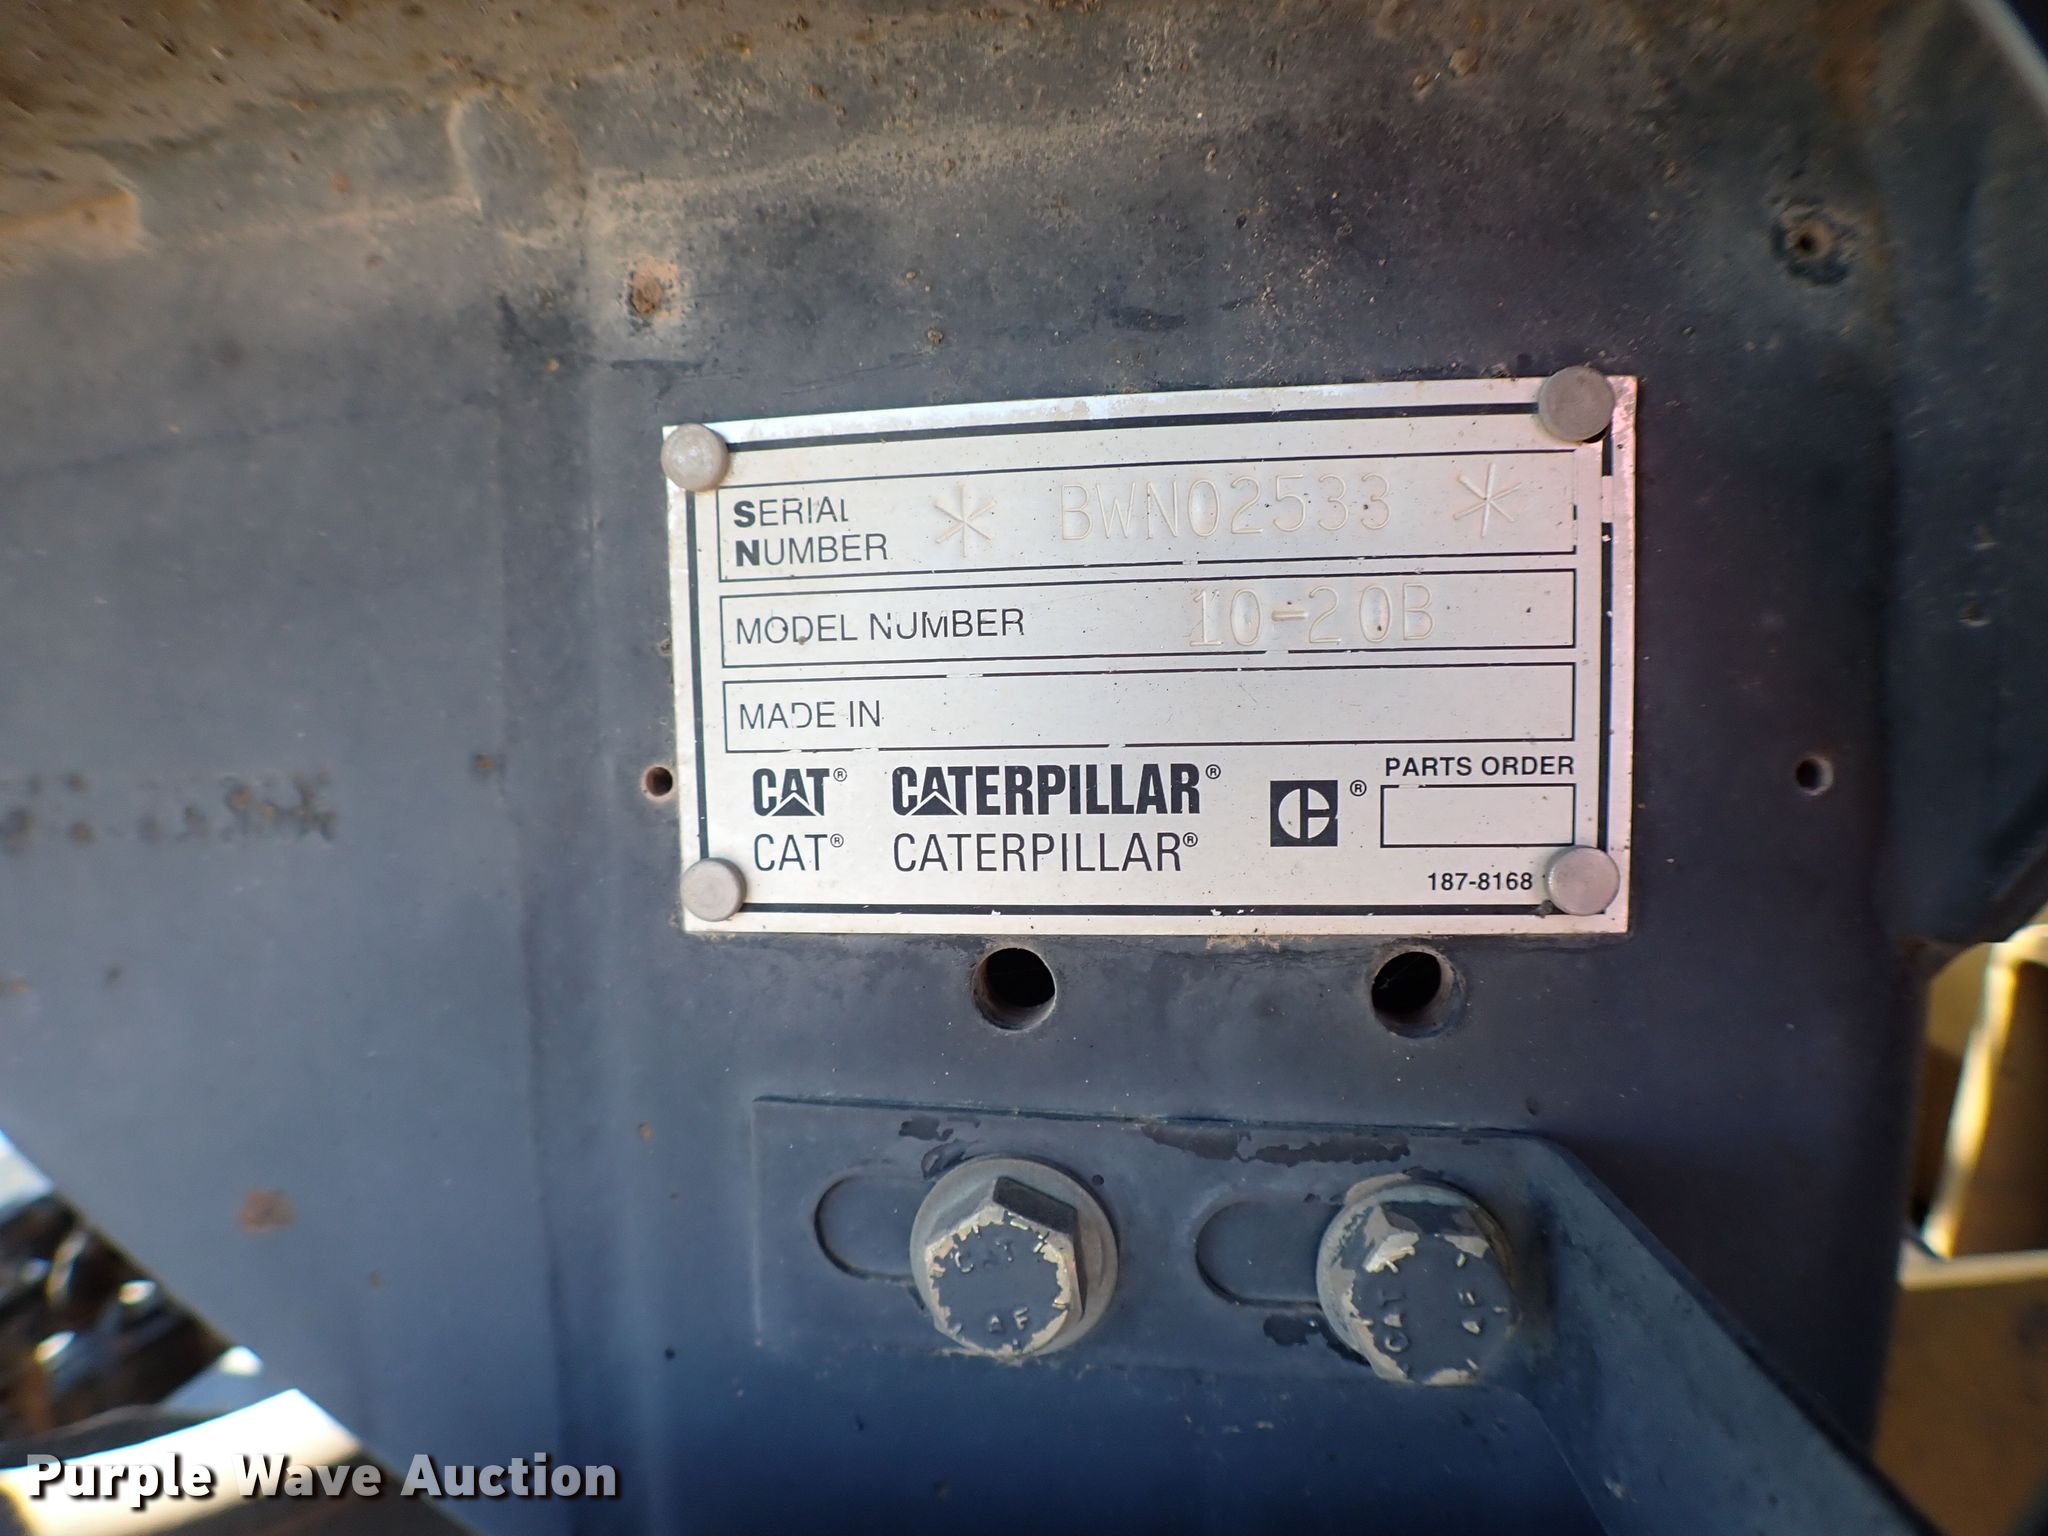 SERIAL
NUMBER * BWN02533 *
MODEL NUMBER 10-20B
MADE IN
CAT® CATERPILLAR® ® PARTS ORDER
CAT® CATERPILLAR®
187-8168
CAT
AF
CAT
Purple Wave Auction